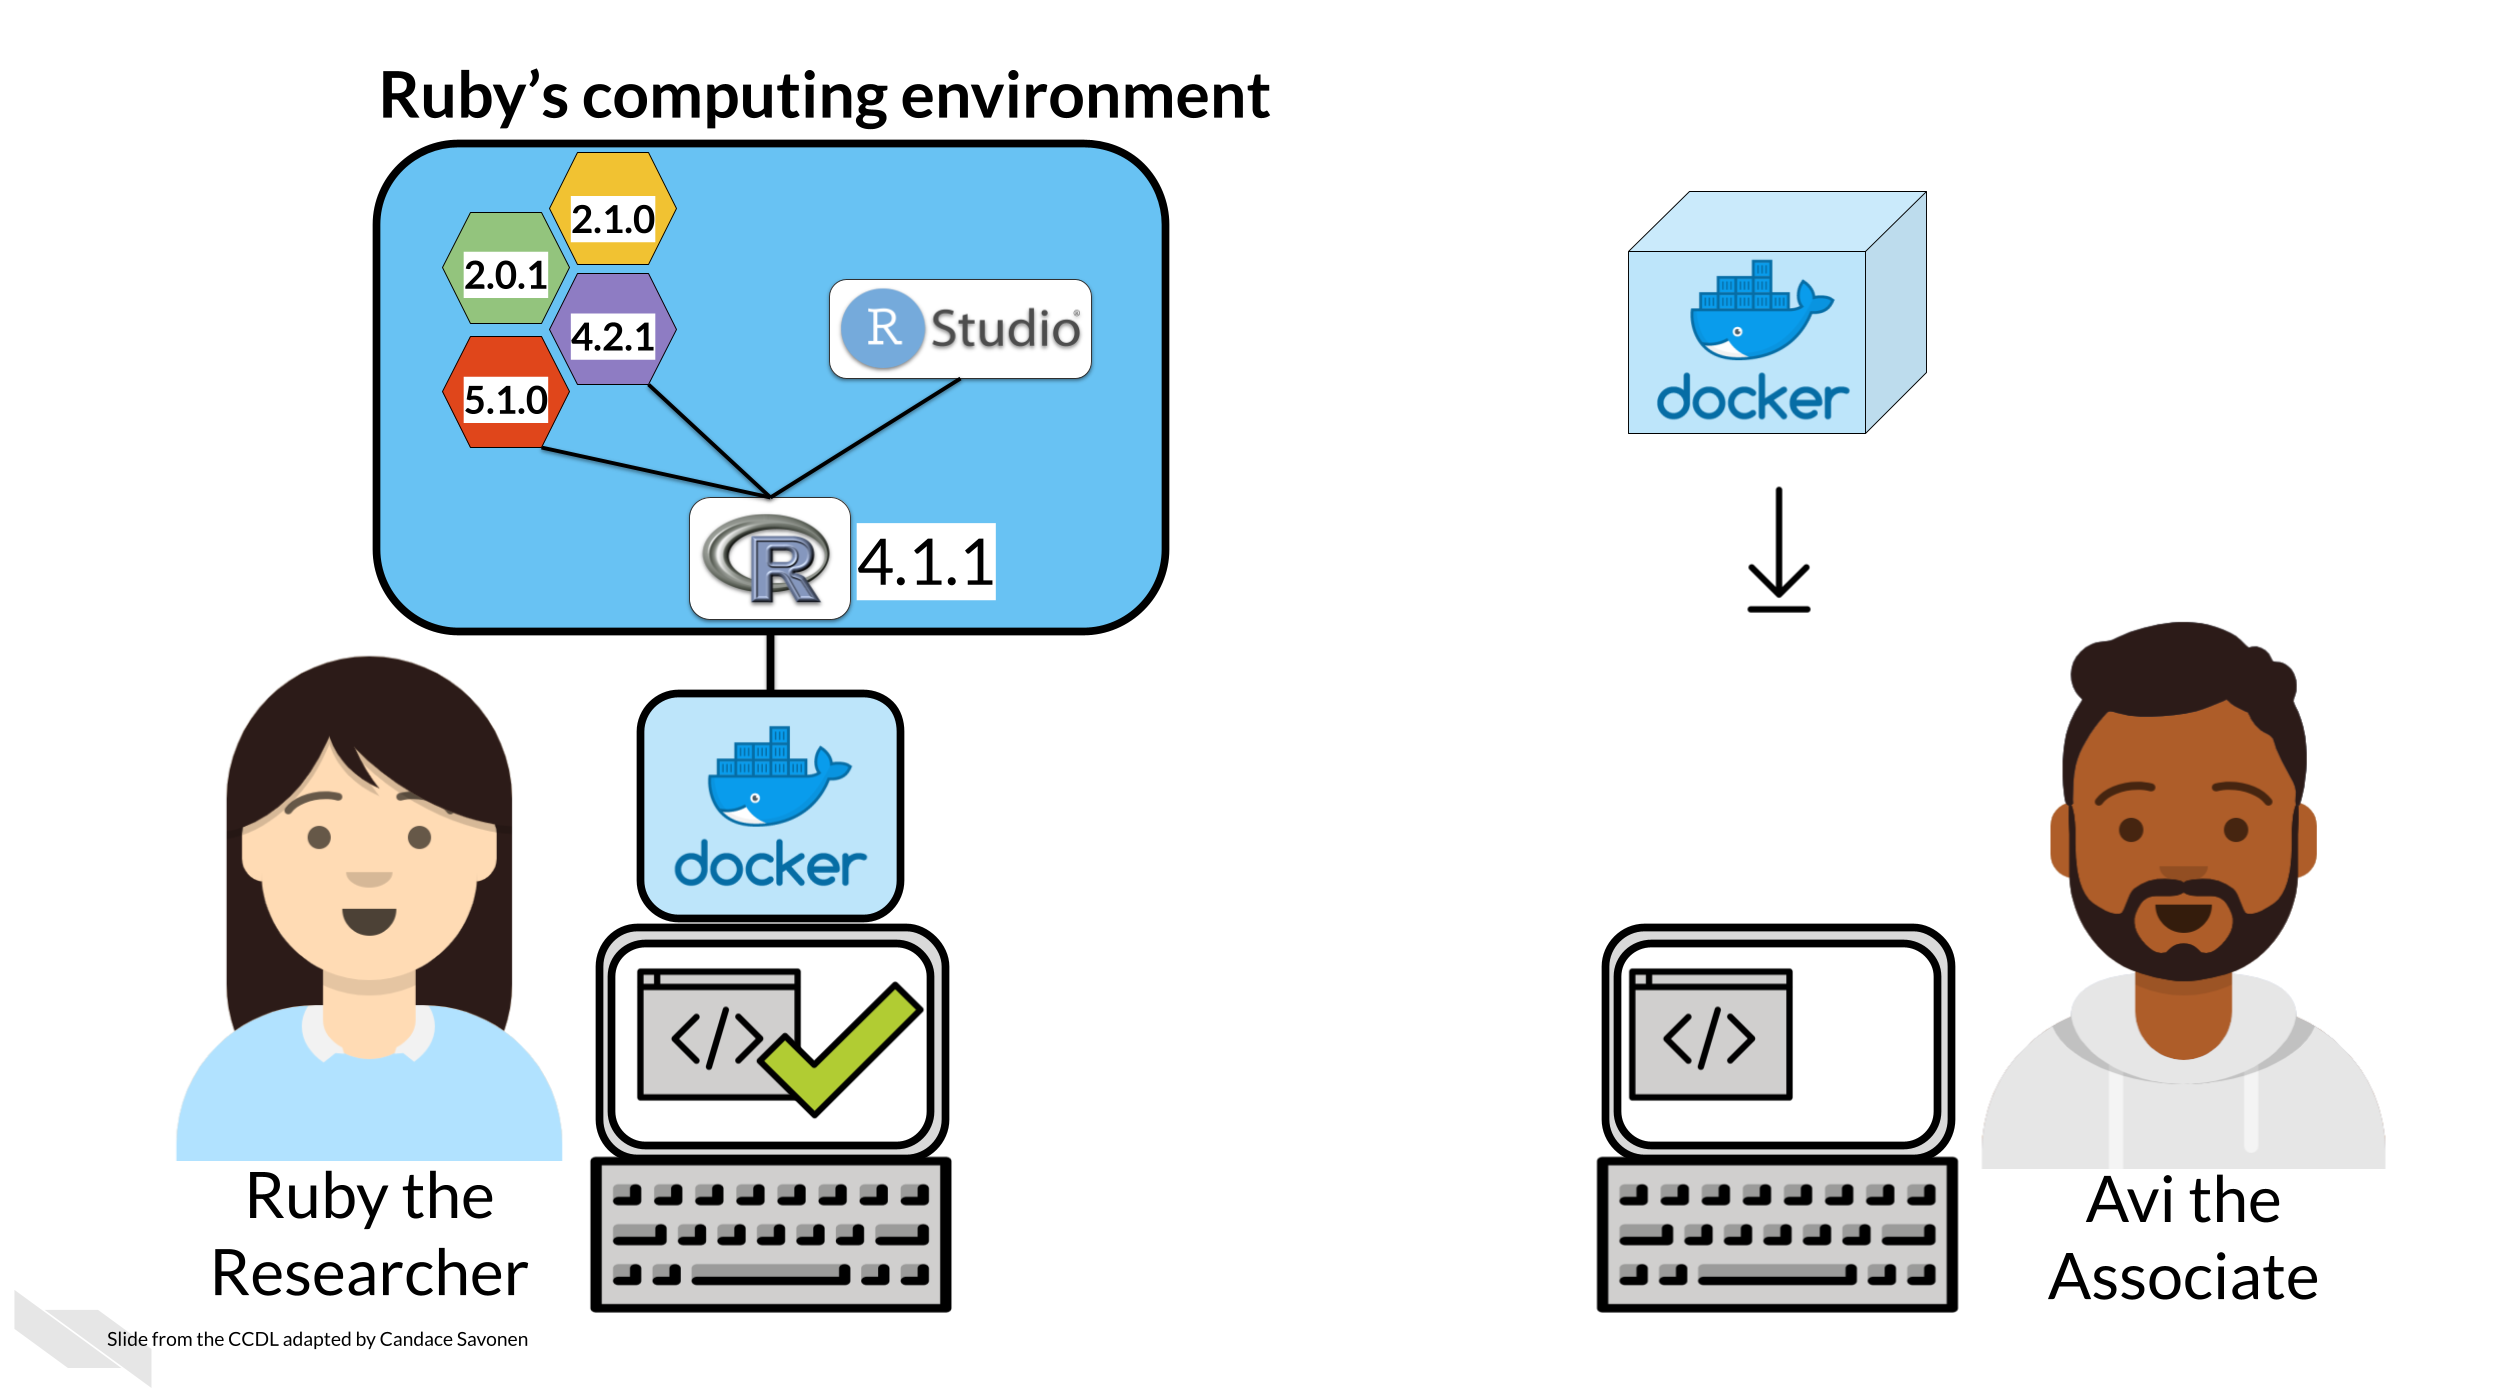 Ruby’s computing environment
2.1.0
2.0.1
4.2.1
5.1.0
R Studio®
R 4.1.1
docker
docker
</>
</>
Ruby the
Researcher
Avi the
Associate
Slide from the CCDL adapted by Candace Savonen